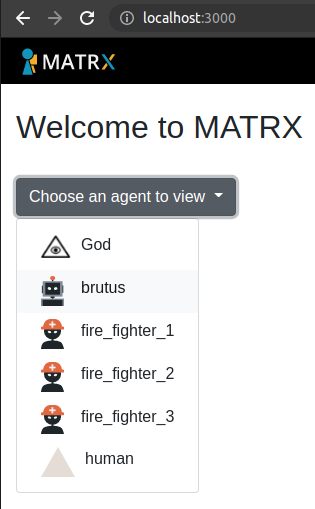 localhost:3000
MATRX
Welcome to MATRX
Choose an agent to view
God
brutus
fire_fighter_1
fire_fighter_2
fire_fighter_3
human